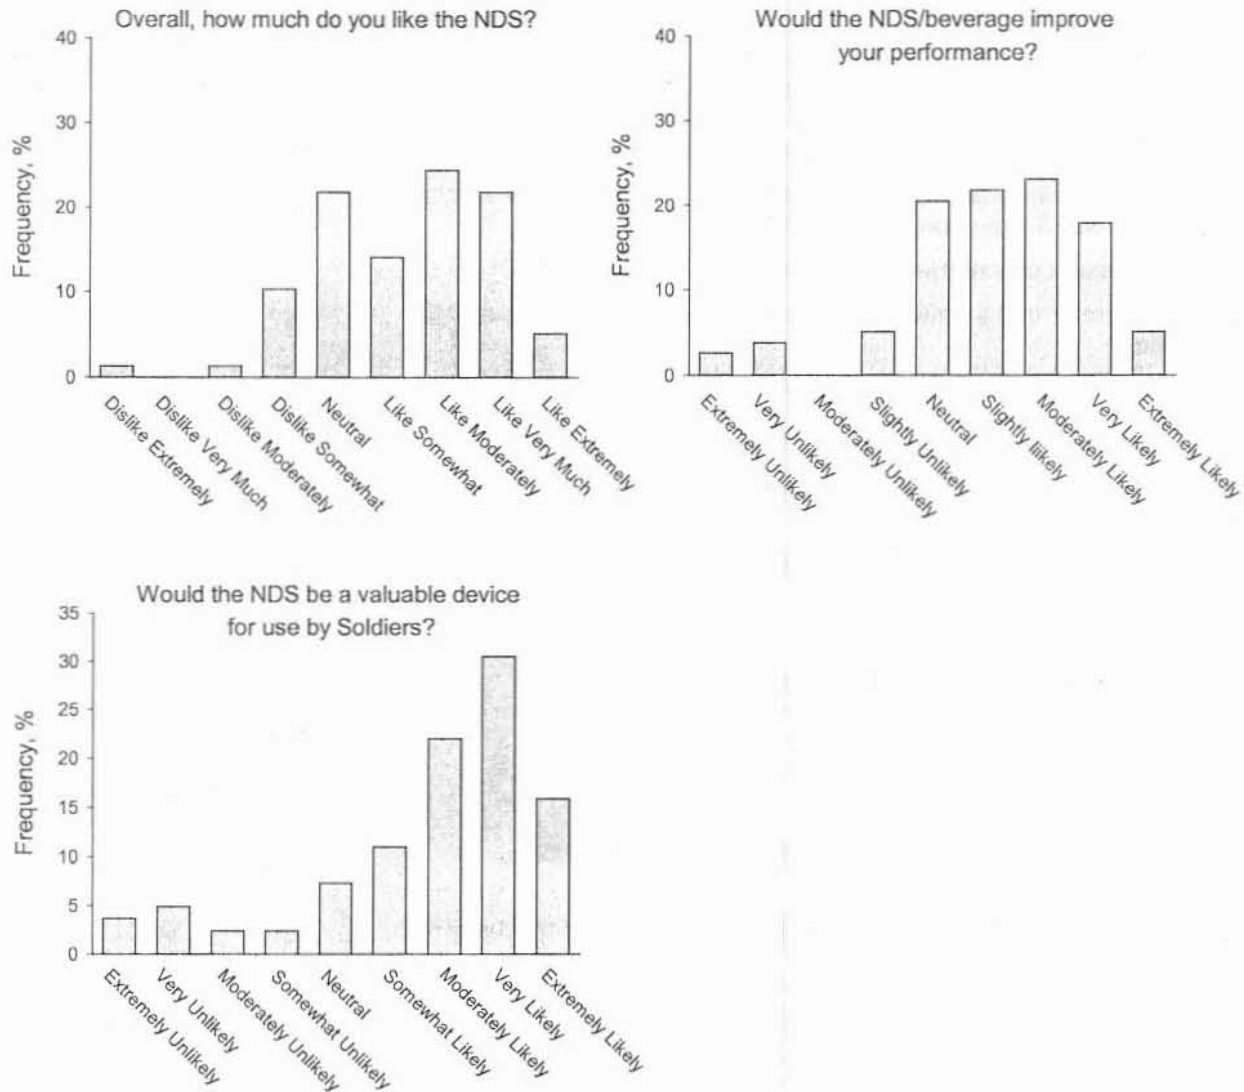 Overall, how much do you like the NDS?
40
30
20
10
0
Frequency, %
Dislike Extremely
Dislike Very Much
Dislike Moderately
Dislike Somewhat
Neutral
Like Somewhat
Like Moderately
Like Very Much
Like Extremely
Would the NDS/beverage improve
your performance?
40
30
20
10
0
Frequency, %
Extremely Unlikely
Very Unlikely
Moderately Unlikely
Slightly Unlikely
Neutral
Slightly liikely
Moderately Likely
Very Likely
Extremely Likely
Would the NDS be a valuable device
for use by Soldiers?
35
30
25
20
15
10
5
0
Frequency, %
Extremely Unlikely
Very Unlikely
Moderately Unlikely
Somewhat Unlikely
Neutral
Somewhat Likely
Moderately Likely
Very Likely
Extremely Likely